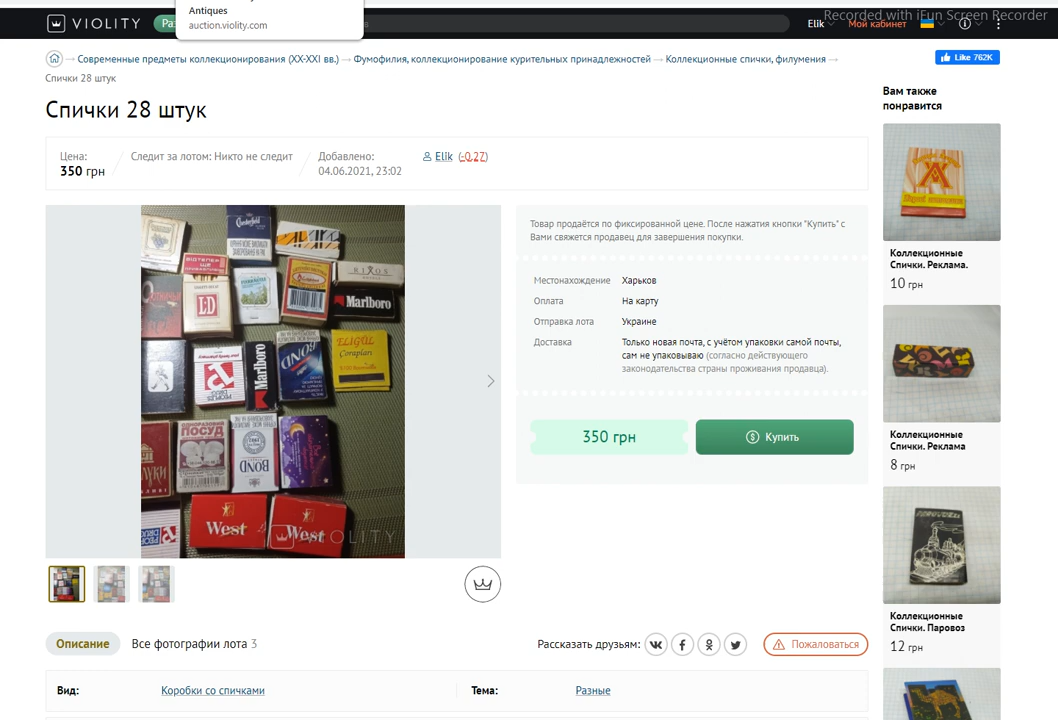 Antiques
auction.violity.com
VIOLITY
Elik
Мой кабинет
Recorded with iFun Screen Recorder
Современные предметы коллекционирования (XX-XXI вв.)
Фумофилия, коллекционирование курительных принадлежностей
Коллекционные спички, филумения
Спички 28 штук
Like 762K
Спички 28 штук
Цена:
350 грн
Следит за лотом: Никто не следит
Добавлено:
04.06.2021, 23:02
Elik (-0.27)
Chesterfield
LD
Marlboro
Marlboro
BOND
ELIGÜL
Corapları
ОДНОРАЗОВИЙ
ПОСУД
BOND
West
West
VIOLITY
Товар продаётся по фиксированной цене. После нажатия кнопки "Купить" с
Вами свяжется продавец для завершения покупки.
Местонахождение Харьков
Оплата На карту
Отправка лота Украине
Доставка Только новая почта, с учётом упаковки самой почты,
сам не упаковываю (согласно действующего
законодательства страны проживания продавца).
350 грн
Купить
Описание
Все фотографии лота 3
Рассказать друзьям:
Пожаловаться
Вид: Коробки со спичками
Тема: Разные
Вам также
понравится
Коллекционные
Спички. Реклама.
10 грн
Коллекционные
Спички. Реклама
8 грн
Коллекционные
Спички. Паровоз
12 грн